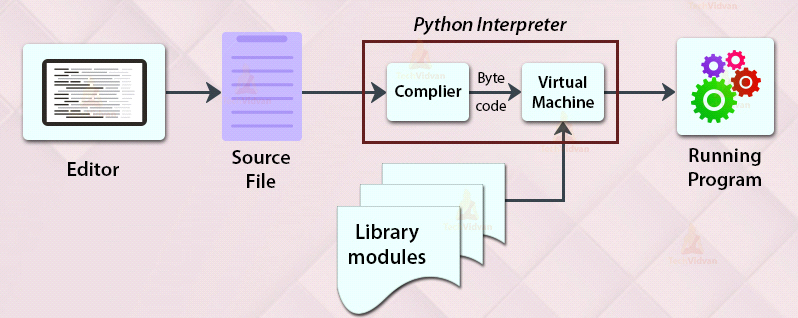 Python Interpreter
Editor
Source
File
Complier
Byte
code
Virtual
Machine
Library
modules
Running
Program